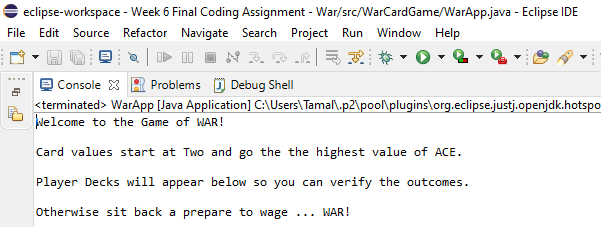 eclipse-workspace - Week 6 Final Coding Assignment - War/src/WarCardGame/WarApp.java - Eclipse IDE
File Edit Source Refactor Navigate Search Project Run Window Help
Console Problems Debug Shell
<terminated> WarApp [Java Application] C:\Users\Tamal\.p2\pool\plugins\org.eclipse.justj.openjdk.hotspo
Welcome to the Game of WAR!
Card values start at Two and go the the highest value of ACE.
Player Decks will appear below so you can verify the outcomes.
Otherwise sit back a prepare to wage ... WAR!